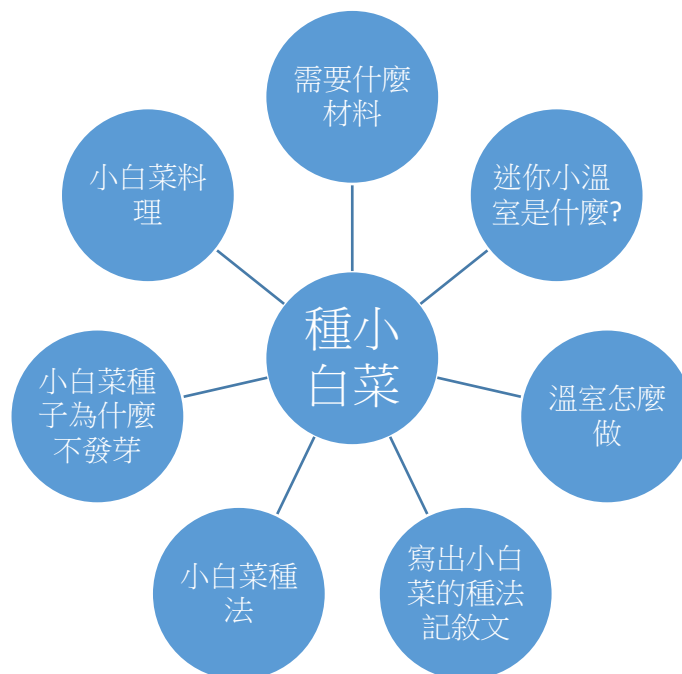 需要什麼
材料
迷你小溫
室是什麼?
溫室怎麼
做
寫出小白
菜的種法
記敘文
小白菜種
法
小白菜種
子為什麼
不發芽
小白菜料
理
種小
白菜